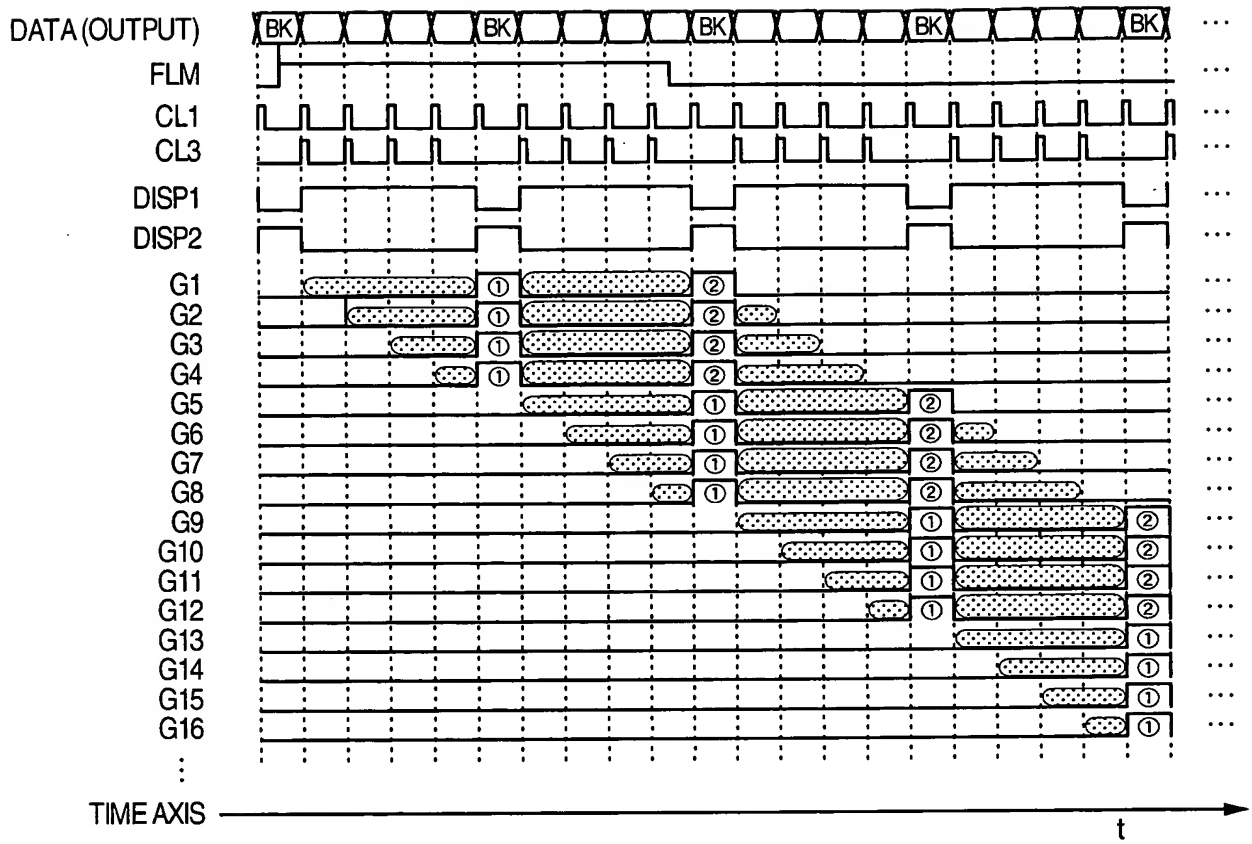 DATA (OUTPUT) BK BK BK BK BK ...
FLM ...
CL1 ...
CL3 ...
DISP1 ...
DISP2 ...
G1 ① ② ...
G2 ① ② ...
G3 ① ② ...
G4 ① ② ...
G5 ① ② ...
G6 ① ② ...
G7 ① ② ...
G8 ① ② ...
G9 ① ② ...
G10 ① ② ...
G11 ① ② ...
G12 ① ② ...
G13 ① ...
G14 ① ...
G15 ① ...
G16 ① ...
⋮
TIME AXIS
t